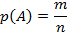 p(A) = m/n